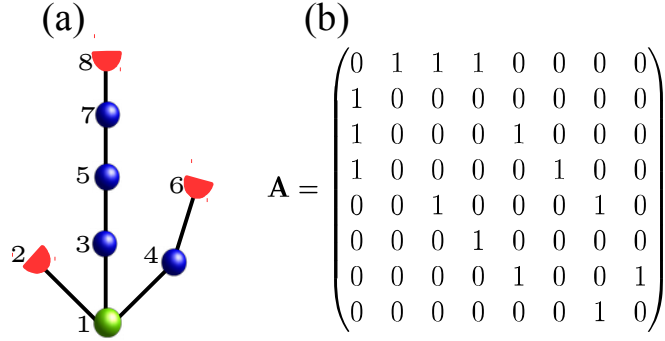 (a)
(b)
8
7
5
6
3
4
2
1
A =
0 1 1 1 0 0 0 0
1 0 0 0 0 0 0 0
1 0 0 0 1 0 0 0
1 0 0 0 0 1 0 0
0 0 1 0 0 0 1 0
0 0 0 1 0 0 0 0
0 0 0 0 1 0 0 1
0 0 0 0 0 0 1 0